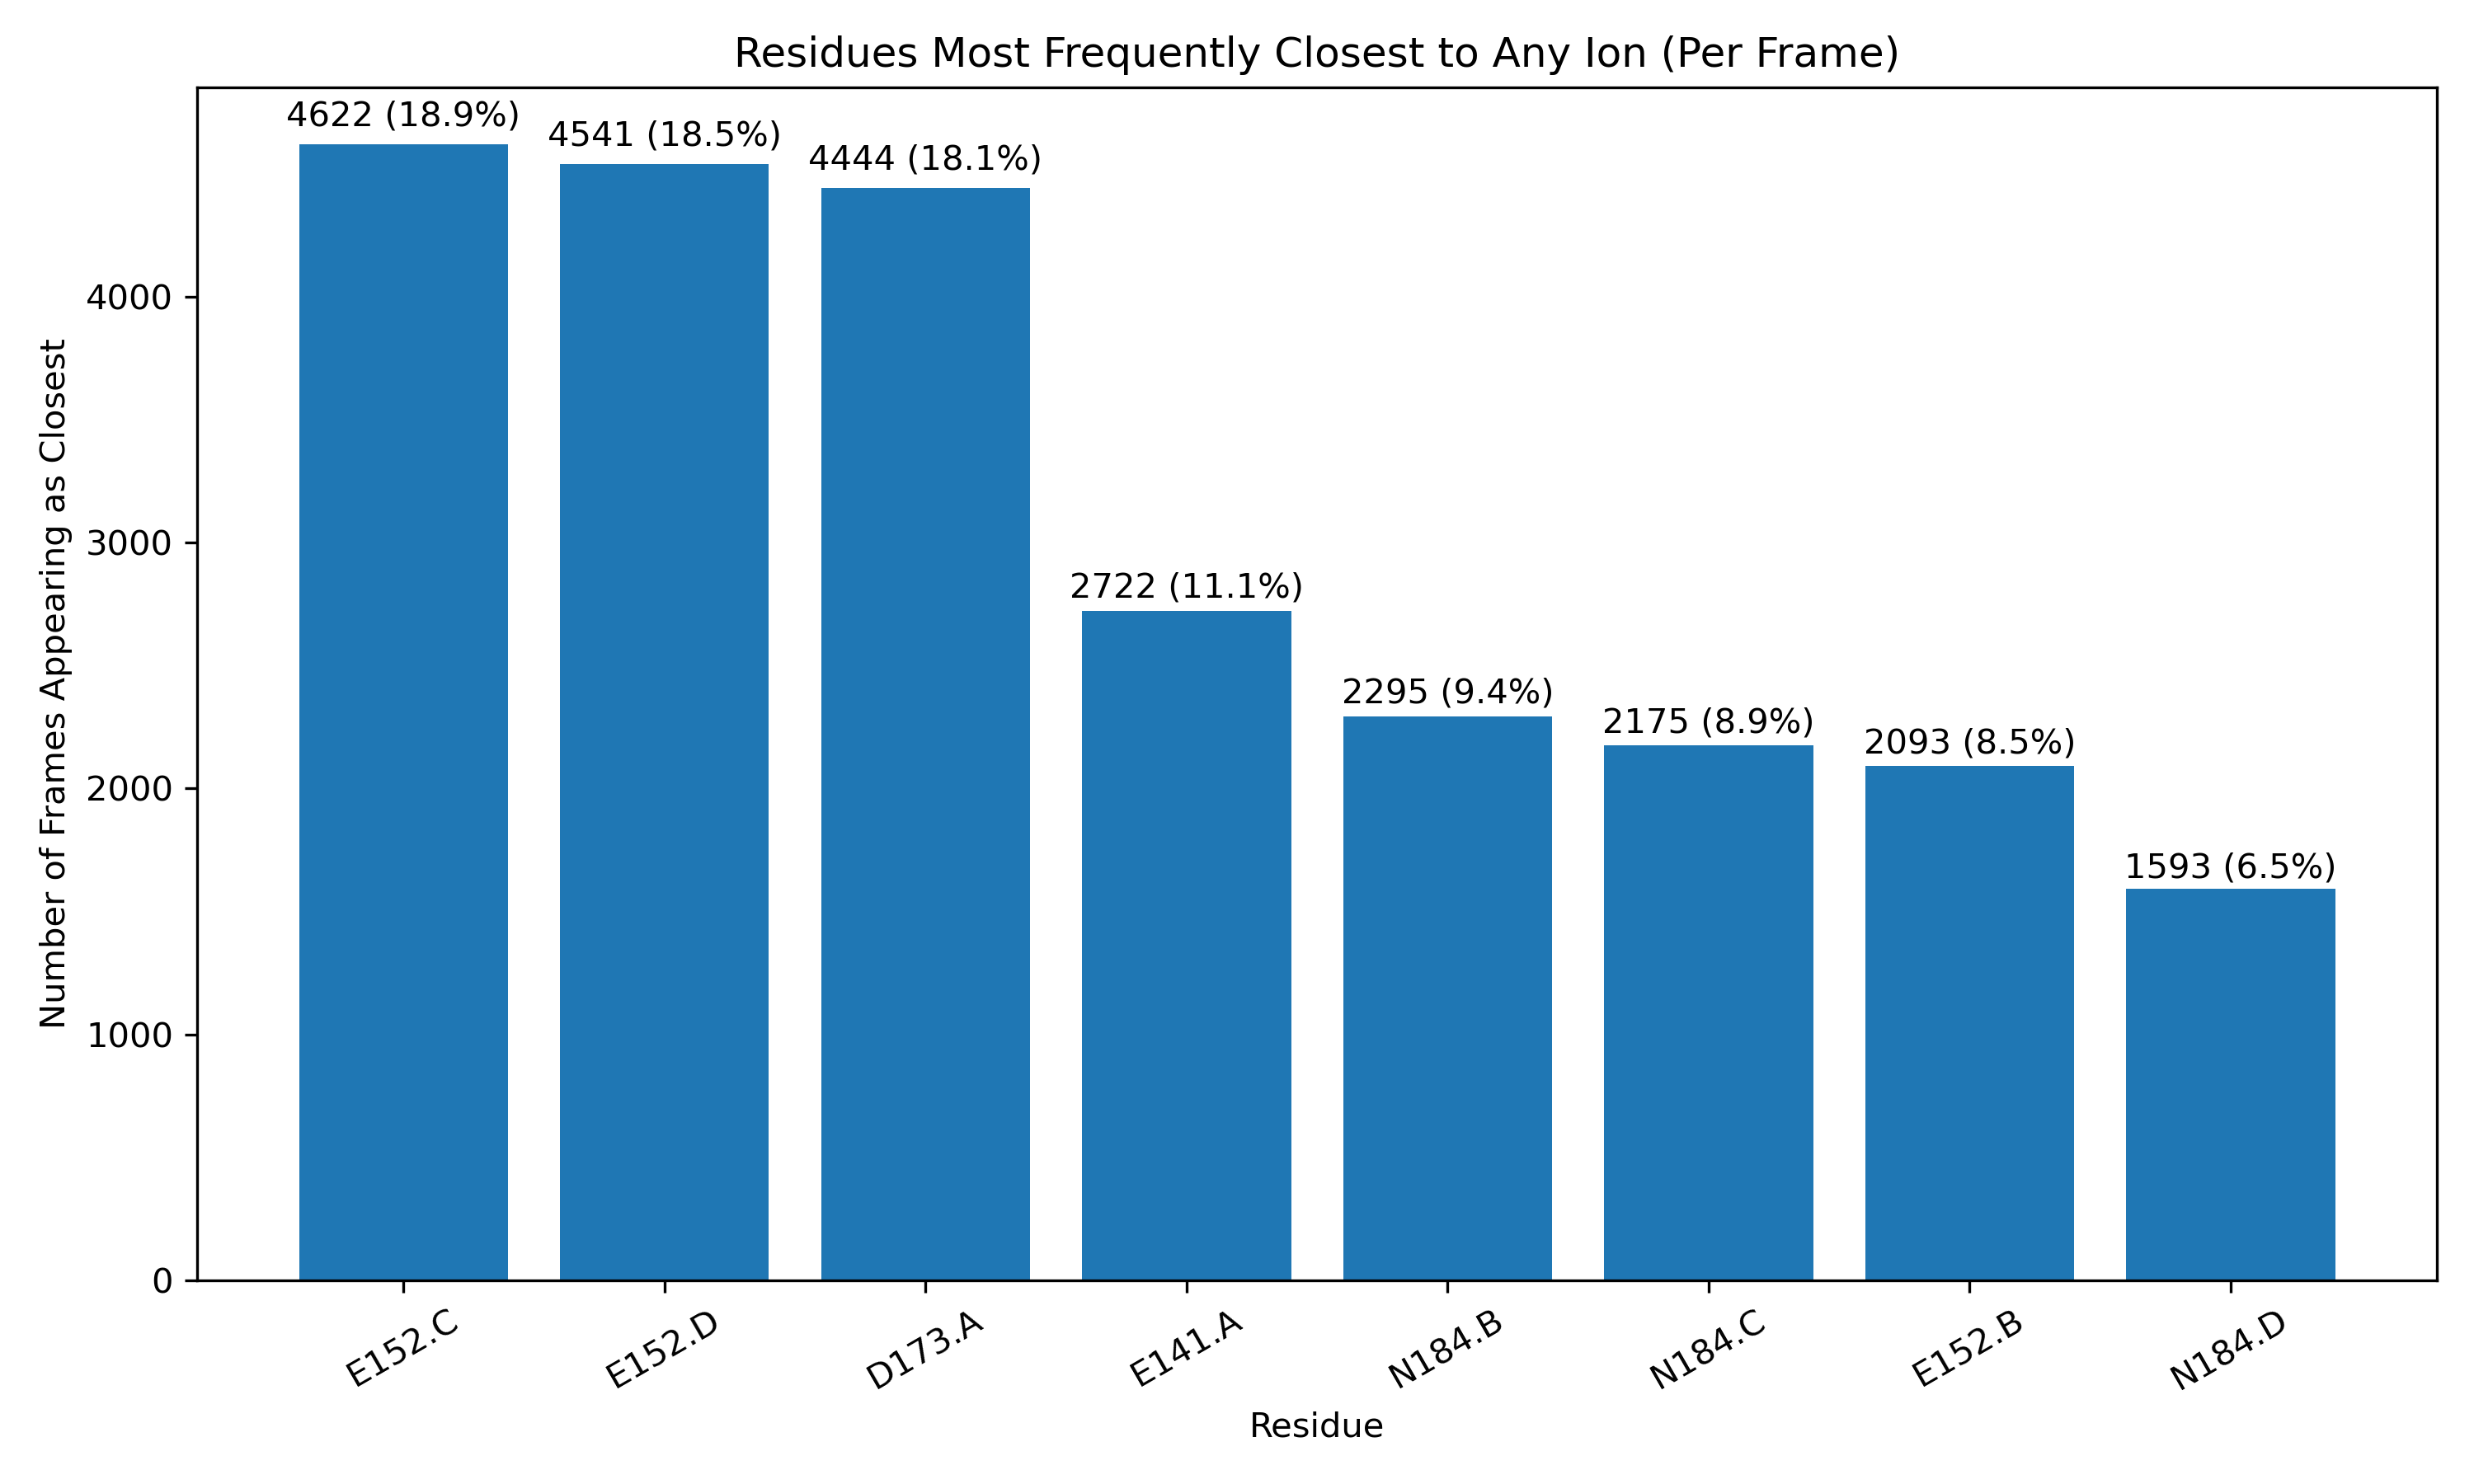 Residues Most Frequently Closest to Any Ion (Per Frame)
4622 (18.9%)
4541 (18.5%)
4444 (18.1%)
2722 (11.1%)
2295 (9.4%)
2175 (8.9%)
2093 (8.5%)
1593 (6.5%)
Number of Frames Appearing as Closest
4000
3000
2000
1000
0
E152.C
E152.D
D173.A
E141.A
N184.B
N184.C
E152.B
N184.D
Residue